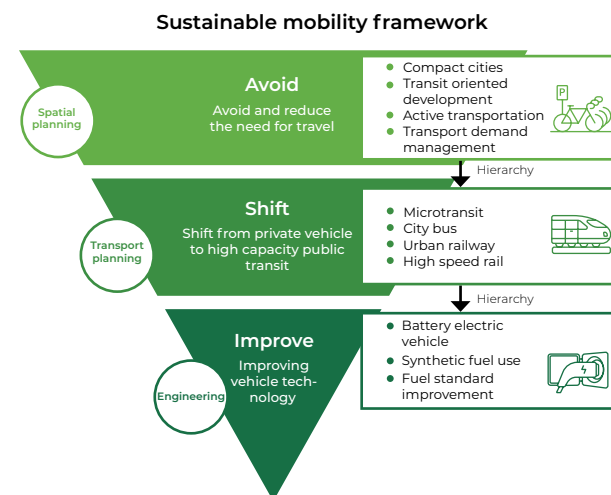 Sustainable mobility framework
Spatial
planning
Avoid
Avoid and reduce
the need for travel
• Compact cities
• Transit oriented
development
• Active transportation
• Transport demand
management
P
Hierarchy
Transport
planning
Shift
Shift from private vehicle
to high capacity public
transit
• Microtransit
• City bus
• Urban railway
• High speed rail
Hierarchy
Engineering
Improve
Improving
vehicle tech-
nology
• Battery electric
vehicle
• Synthetic fuel use
• Fuel standard
improvement